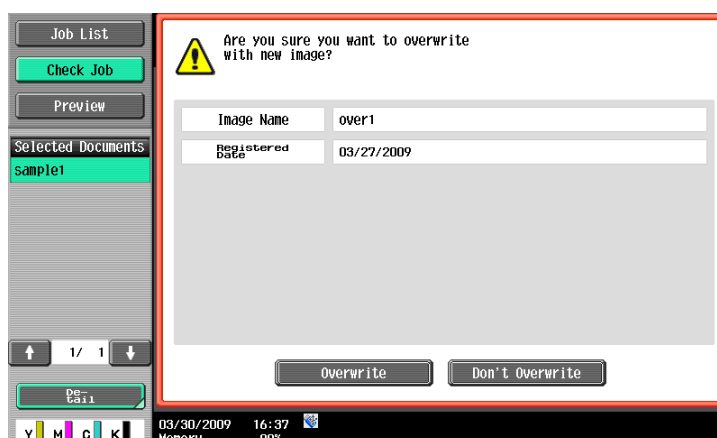 Job List
Check Job
Preview
Selected Documents
sample1
1/ 1
De-
tail
Y M C K
Are you sure you want to overwrite
with new image?
Image Name over1
Registered
Date
03/27/2009
Overwrite Don't Overwrite
03/30/2009 16:37
Memory